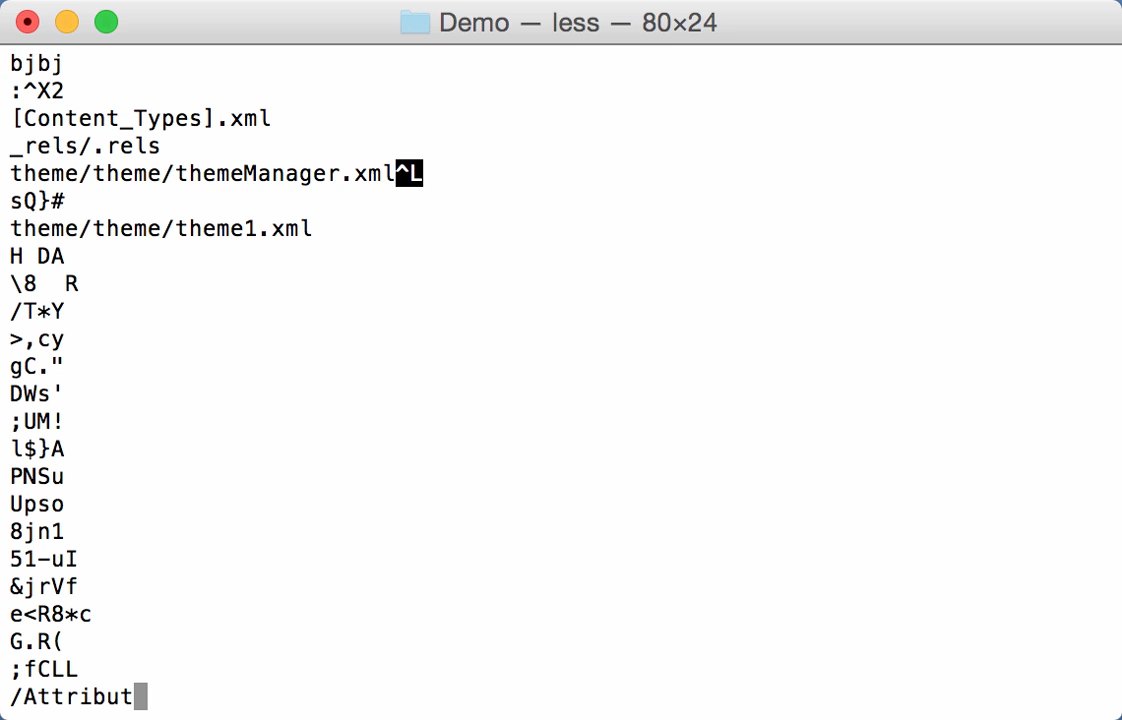 Demo — less — 80×24
bjbj
:^X2
[Content_Types].xml
_rels/.rels
theme/theme/themeManager.xml^L
sQ}#
theme/theme/theme1.xml
H DA
\8  R
/T*Y
>,cy
gC."
DWs'
;UM!
l$}A
PNSu
Upso
8jn1
51-uI
&jrVf
e<R8*c
G.R(
;fCLL
/Attribut